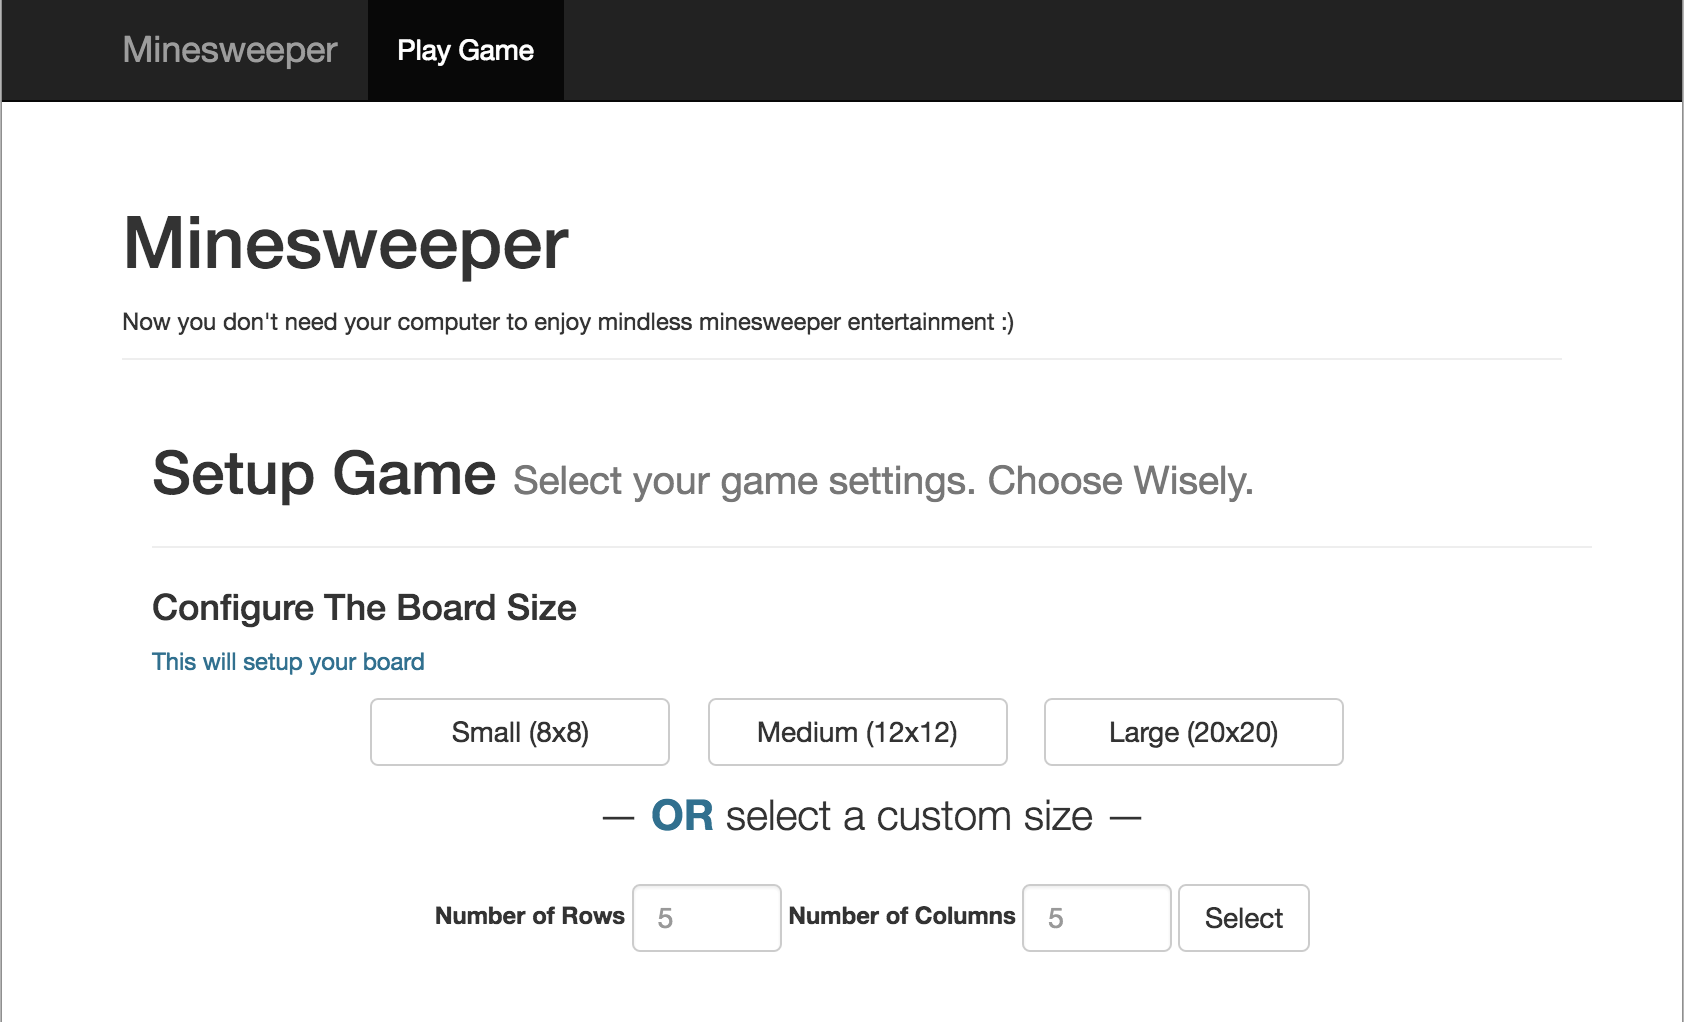 Minesweeper Play Game
Minesweeper
Now you don't need your computer to enjoy mindless minesweeper entertainment :)
Setup Game Select your game settings. Choose Wisely.
Configure The Board Size
This will setup your board
Small (8x8) Medium (12x12) Large (20x20)
— OR select a custom size —
Number of Rows 5 Number of Columns 5 Select